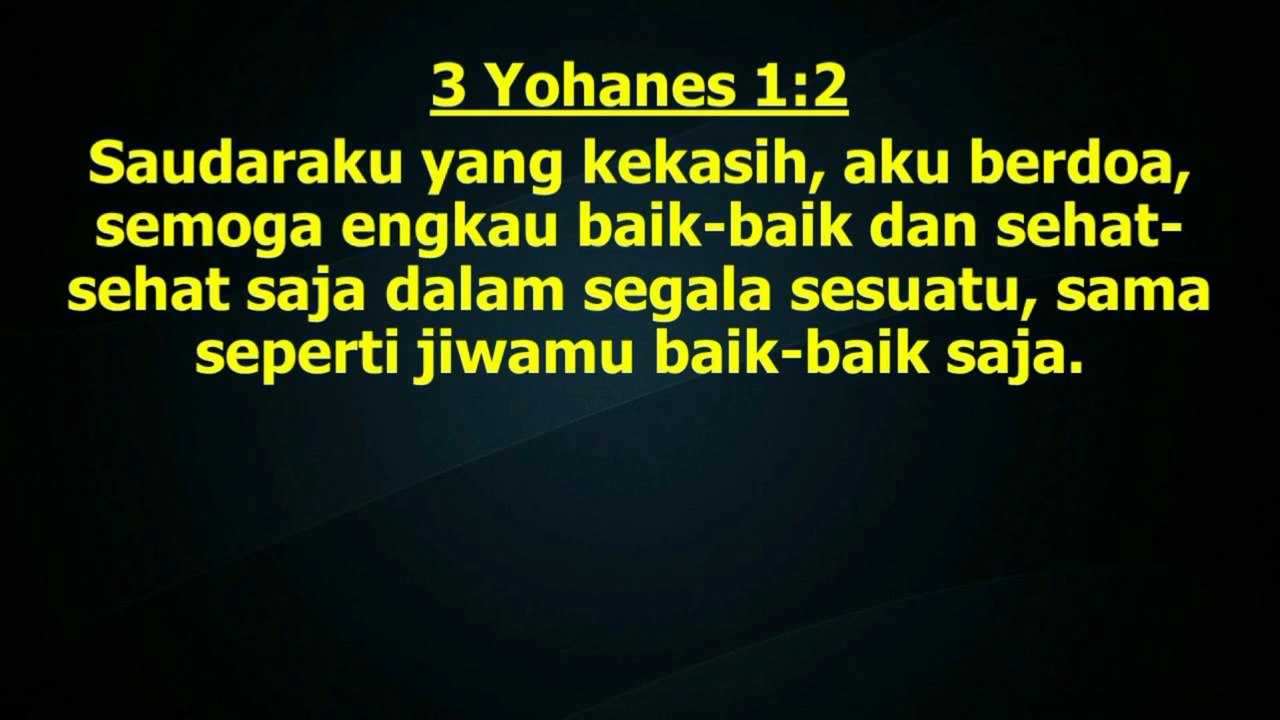 3 Yohanes 1:2
Saudaraku yang kekasih, aku berdoa,
semoga engkau baik-baik dan sehat-
sehat saja dalam segala sesuatu, sama
seperti jiwamu baik-baik saja.